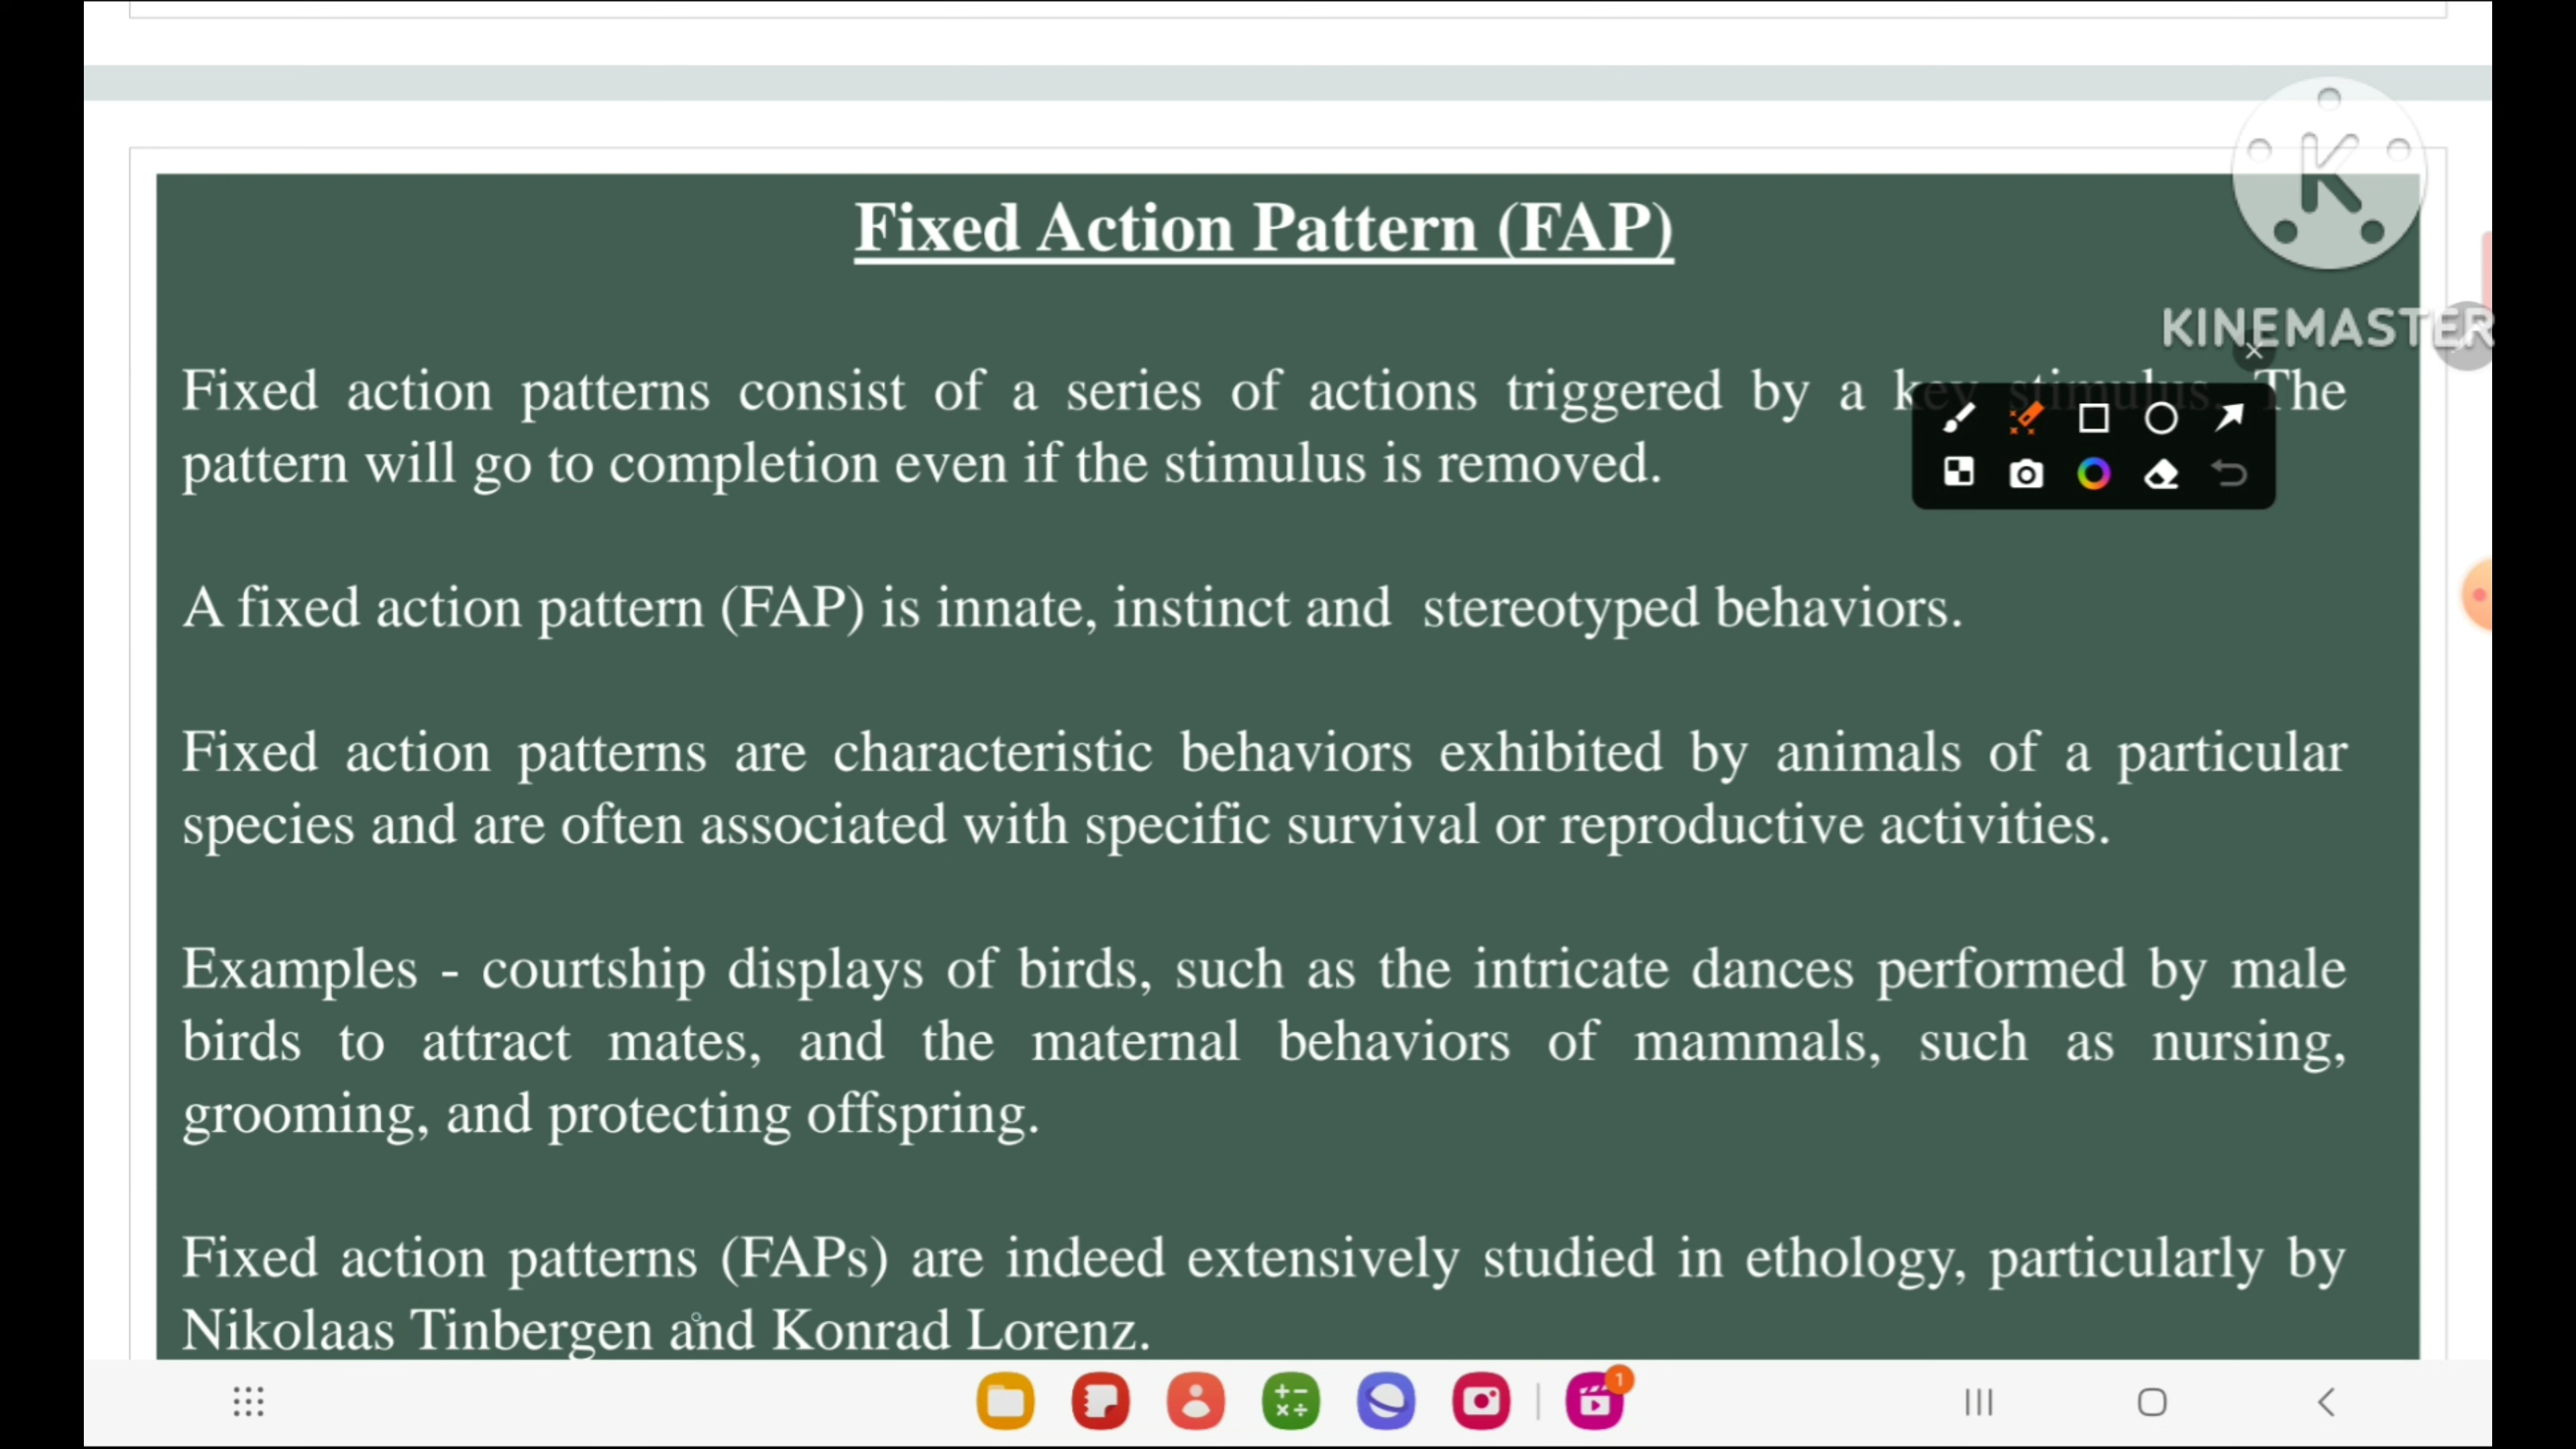 Fixed Action Pattern (FAP)
K
KINEMASTER
Fixed action patterns consist of a series of actions triggered by a key stimulus. The
pattern will go to completion even if the stimulus is removed.
A fixed action pattern (FAP) is innate, instinct and stereotyped behaviors.
Fixed action patterns are characteristic behaviors exhibited by animals of a particular
species and are often associated with specific survival or reproductive activities.
Examples - courtship displays of birds, such as the intricate dances performed by male
birds to attract mates, and the maternal behaviors of mammals, such as nursing,
grooming, and protecting offspring.
Fixed action patterns (FAPs) are indeed extensively studied in ethology, particularly by
Nikolaas Tinbergen and Konrad Lorenz.
1